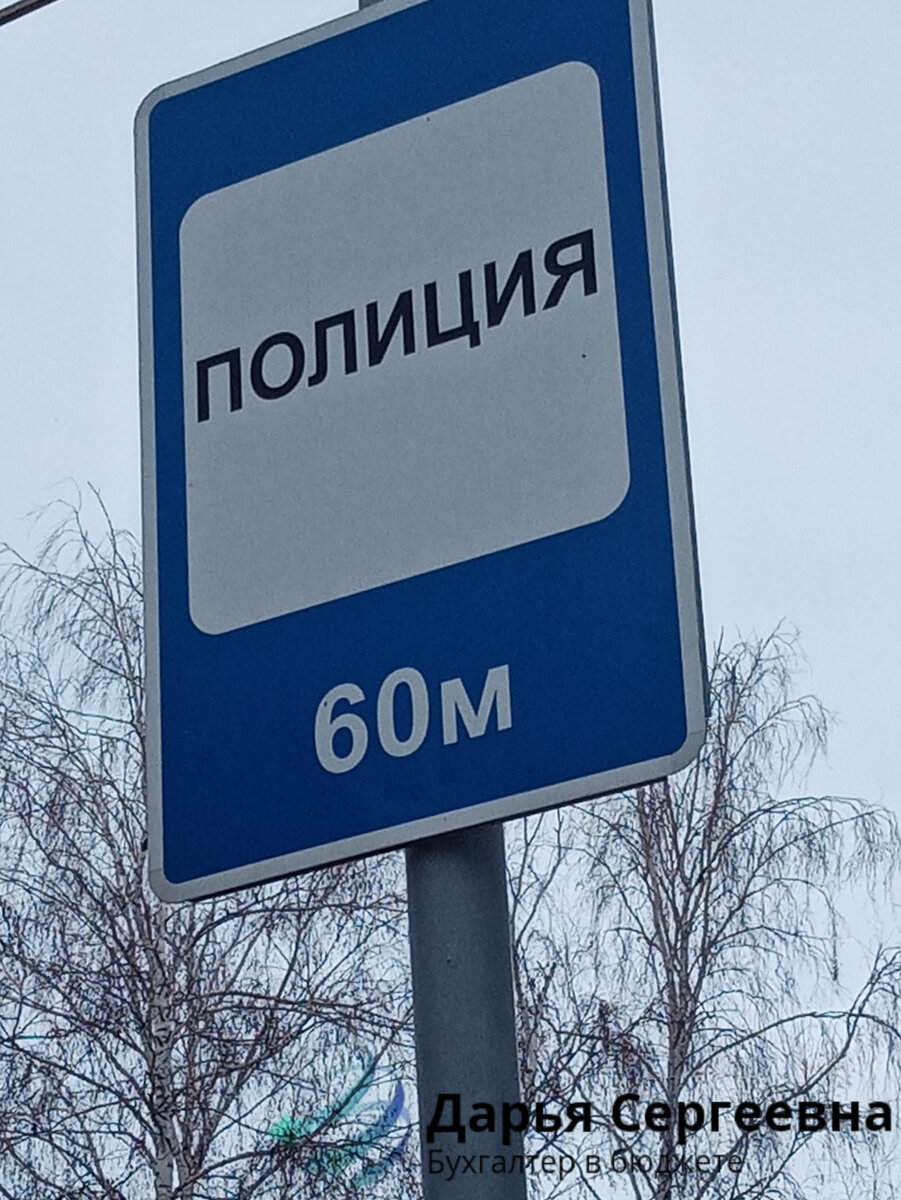 ПОЛИЦИЯ
60м
Дарья Сергеевна
Бухгалтер в бюджете